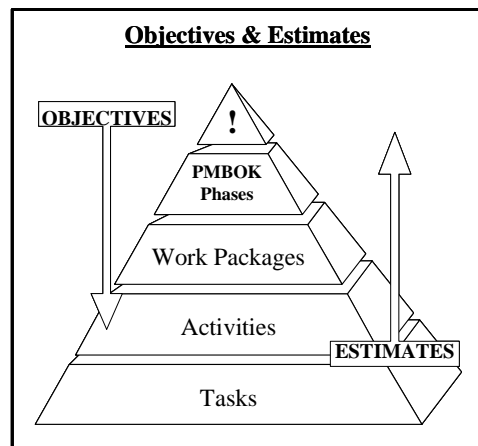 Objectives & Estimates
OBJECTIVES
!
PMBOK
Phases
Work Packages
Activities
ESTIMATES
Tasks